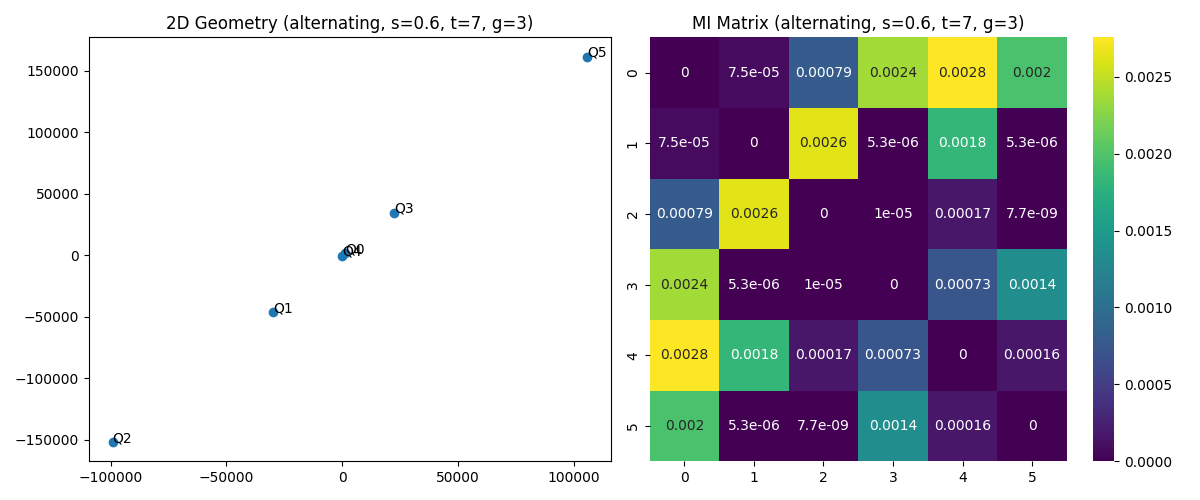 2D Geometry (alternating, s=0.6, t=7, g=3)
150000
100000
50000
0
−50000
−100000
−150000
−100000 −50000 0 50000 100000
Q5
Q3
Q0
Q4
Q1
Q2
MI Matrix (alternating, s=0.6, t=7, g=3)
0 0 7.5e-05 0.00079 0.0024 0.0028 0.002
1 7.5e-05 0 0.0026 5.3e-06 0.0018 5.3e-06
2 0.00079 0.0026 0 1e-05 0.00017 7.7e-09
3 0.0024 5.3e-06 1e-05 0 0.00073 0.0014
4 0.0028 0.0018 0.00017 0.00073 0 0.00016
5 0.002 5.3e-06 7.7e-09 0.0014 0.00016 0
0 1 2 3 4 5
0.0025
0.0020
0.0015
0.0010
0.0005
0.0000